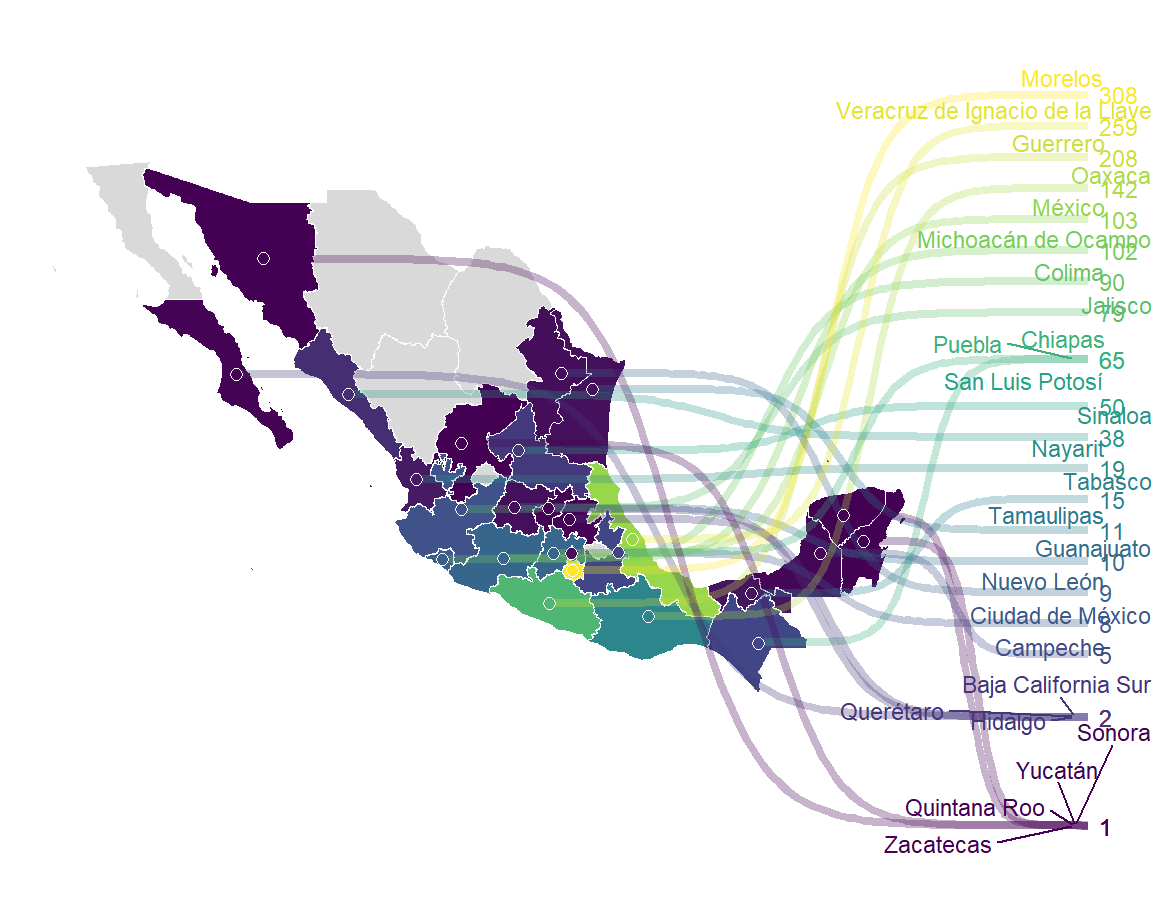 Morelos
308
Veracruz de Ignacio de la Llave
259
Guerrero
208
Oaxaca
142
México
103
Michoacán de Ocampo
102
Colima
90
Jalisco
79
Puebla
Chiapas
65
San Luis Potosí
50
Sinaloa
38
Nayarit
19
Tabasco
15
Tamaulipas
11
Guanajuato
10
Nuevo León
9
Ciudad de México
8
Campeche
5
Baja California Sur
Querétaro
Hidalgo
2
Sonora
Yucatán
Quintana Roo
1
Zacatecas